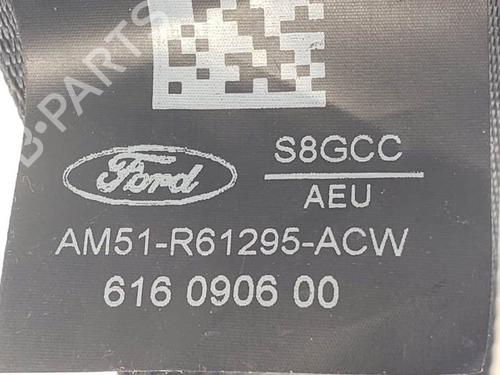 B-PARTS
Ford
S8GCC
AEU
AM51-R61295-ACW
616 0906 00